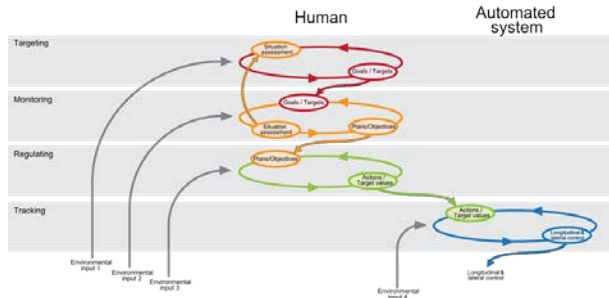 Human
Automated
system
Targeting
Situation
assessment
Goals / Targets
Monitoring
Goals / Targets
Situation
assessment
Plans/Objectives
Regulating
Plans/Objectives
Actions /
Target values
Tracking
Actions /
Target values
Longitudinal &
lateral control
Environmental
input 1
Environmental
input 2
Environmental
input 3
Environmental
input 4
Longitudinal &
lateral control